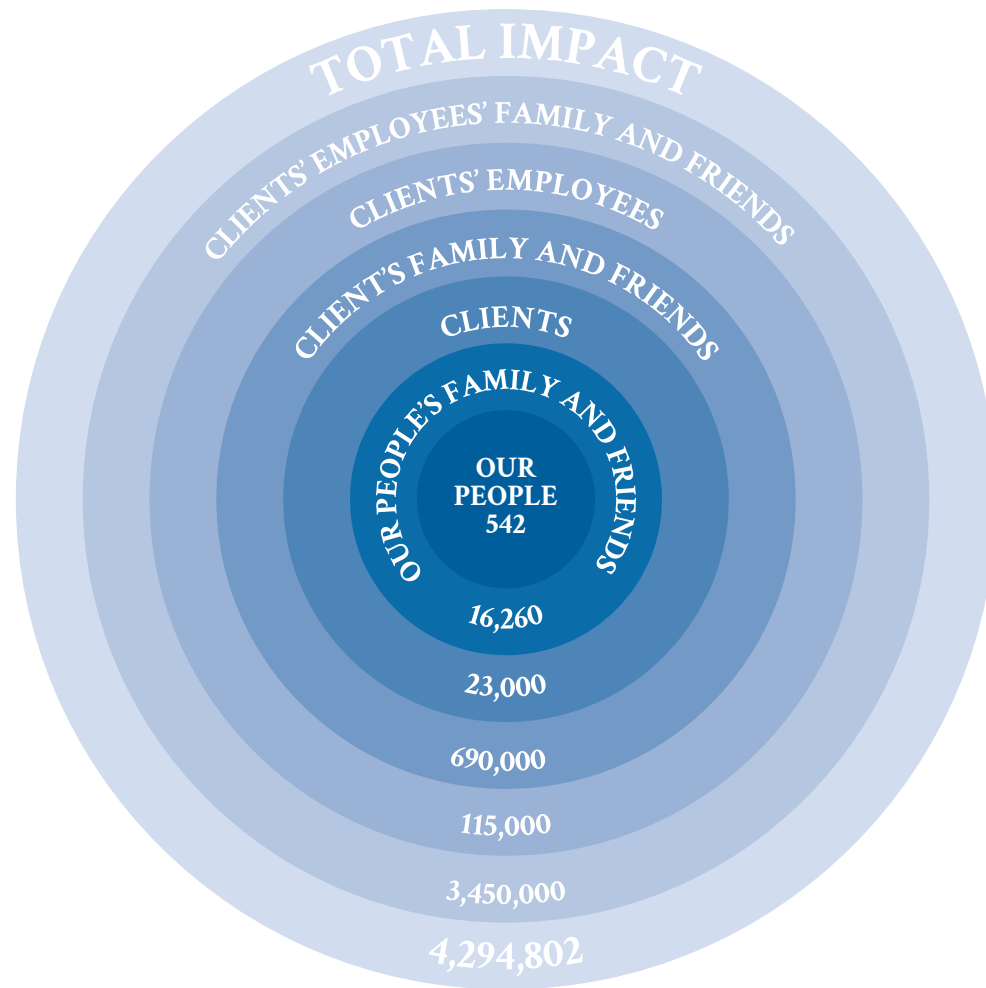 TOTAL IMPACT
CLIENTS’ EMPLOYEES’ FAMILY AND FRIENDS
CLIENTS’ EMPLOYEES
CLIENT’S FAMILY AND FRIENDS
CLIENTS
OUR PEOPLE’S FAMILY AND FRIENDS
OUR
PEOPLE
542
16,260
23,000
690,000
115,000
3,450,000
4,294,802